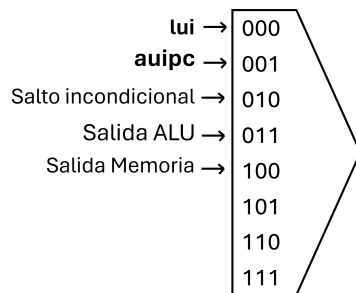 lui → 000
auipc → 001
Salto incondicional → 010
Salida ALU → 011
Salida Memoria → 100
101
110
111